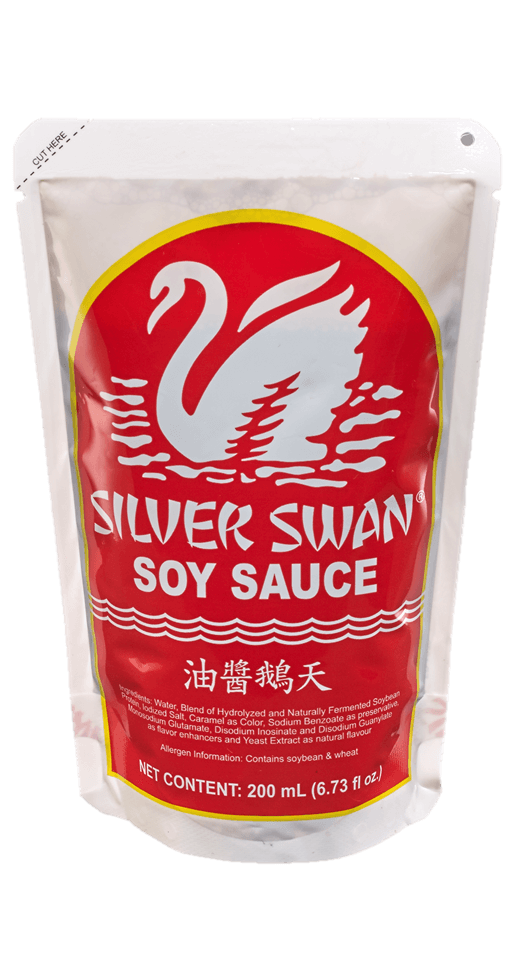 CUT HERE
SILVER SWAN®
SOY SAUCE
油醬鵝天
Ingredients: Water, Blend of Hydrolyzed and Naturally Fermented Soybean
Protein, Iodized Salt, Caramel as Color, Sodium Benzoate as preservative,
Monosodium Glutamate, Disodium Inosinate and Disodium Guanylate
as flavor enhancers and Yeast Extract as natural flavour
Allergen Information: Contains soybean & wheat
NET CONTENT: 200 mL (6.73 fl oz.)